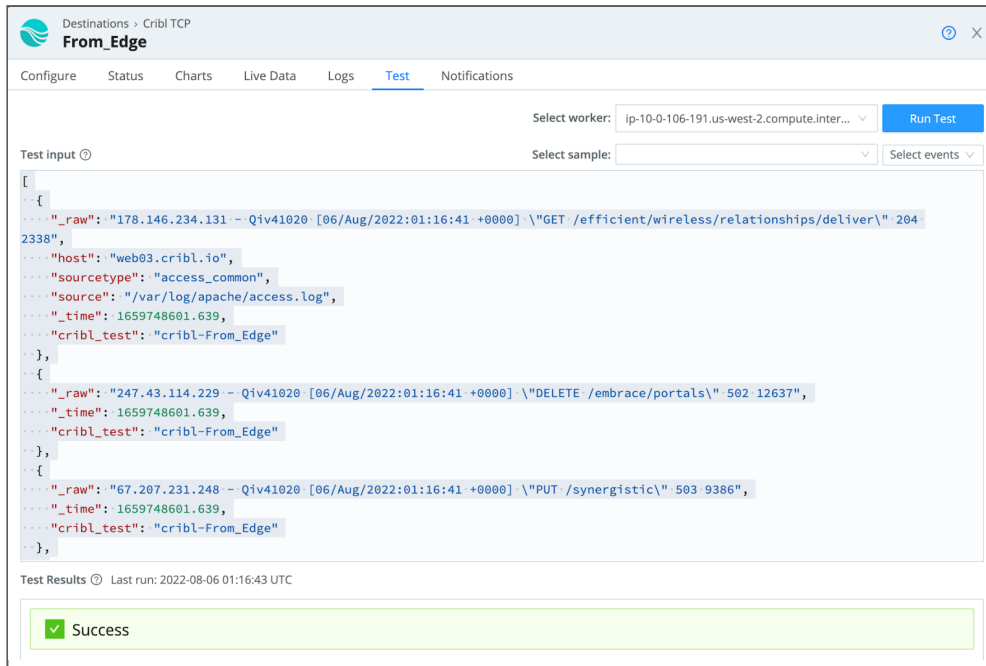 Destinations › Cribl TCP
From_Edge
Configure Status Charts Live Data Logs Test Notifications
Select worker: ip-10-0-106-191.us-west-2.compute.inter... Run Test
Test input Select sample: Select events
[
{
"_raw": "178.146.234.131 - Qiv41020 [06/Aug/2022:01:16:41 +0000] \"GET /efficient/wireless/relationships/deliver\" 204
2338",
"host": "web03.cribl.io",
"sourcetype": "access_common",
"source": "/var/log/apache/access.log",
"_time": 1659748601.639,
"cribl_test": "cribl-From_Edge"
},
{
"_raw": "247.43.114.229 - Qiv41020 [06/Aug/2022:01:16:41 +0000] \"DELETE /embrace/portals\" 502 12637",
"_time": 1659748601.639,
"cribl_test": "cribl-From_Edge"
},
{
"_raw": "67.207.231.248 - Qiv41020 [06/Aug/2022:01:16:41 +0000] \"PUT /synergistic\" 503 9386",
"_time": 1659748601.639,
"cribl_test": "cribl-From_Edge"
},
Test Results Last run: 2022-08-06 01:16:43 UTC
Success